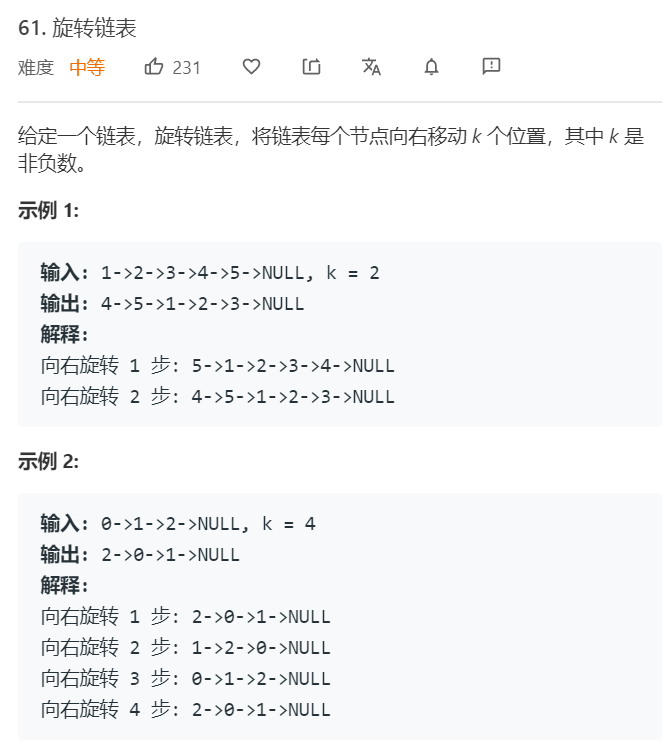 61. 旋转链表
难度 中等 231
给定一个链表，旋转链表，将链表每个节点向右移动 k 个位置，其中 k 是
非负数。
示例 1:
输入: 1->2->3->4->5->NULL, k = 2
输出: 4->5->1->2->3->NULL
解释:
向右旋转 1 步: 5->1->2->3->4->NULL
向右旋转 2 步: 4->5->1->2->3->NULL
示例 2:
输入: 0->1->2->NULL, k = 4
输出: 2->0->1->NULL
解释:
向右旋转 1 步: 2->0->1->NULL
向右旋转 2 步: 1->2->0->NULL
向右旋转 3 步: 0->1->2->NULL
向右旋转 4 步: 2->0->1->NULL